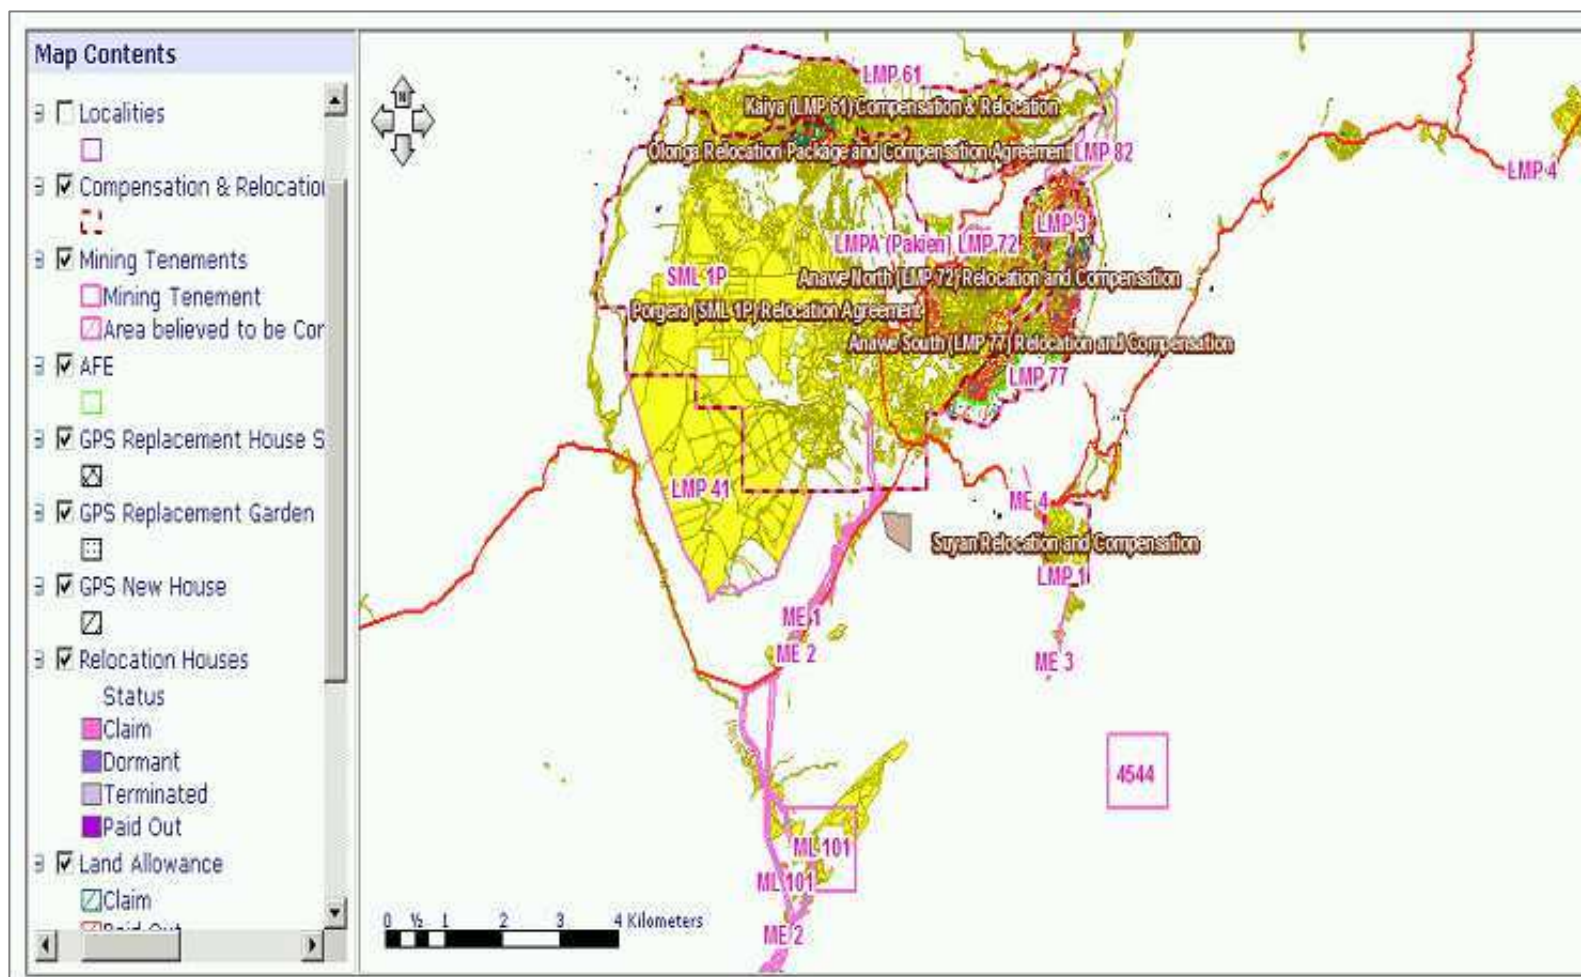 Map Contents
Localities
Compensation & Relocation
Mining Tenements
Mining Tenement
Area believed to be Cor
AFE
GPS Replacement House S
GPS Replacement Garden
GPS New House
Relocation Houses
Status
Claim
Dormant
Terminated
Paid Out
Land Allowance
Claim
Paid Out
N
LMP 61
Kaiya (LMP 61) Compensation & Relocation
Olonga Relocation Package and Compensation Agreement
LMP 82
LMP 4
LMP 3
LMPA (Pakien)
LMP 72
SML 1P
Anawe North (LMP 72) Relocation and Compensation
Porgera (SML 1P) Relocation Agreement
Anawe South (LMP 77) Relocation and Compensation
LMP 77
LMP 41
ME 4
Suyan Relocation and Compensation
LMP 1
ME 1
ME 2
ME 3
4544
ML 101
ML 101
ME 2
0 ½ 1 2 3 4 Kilometers